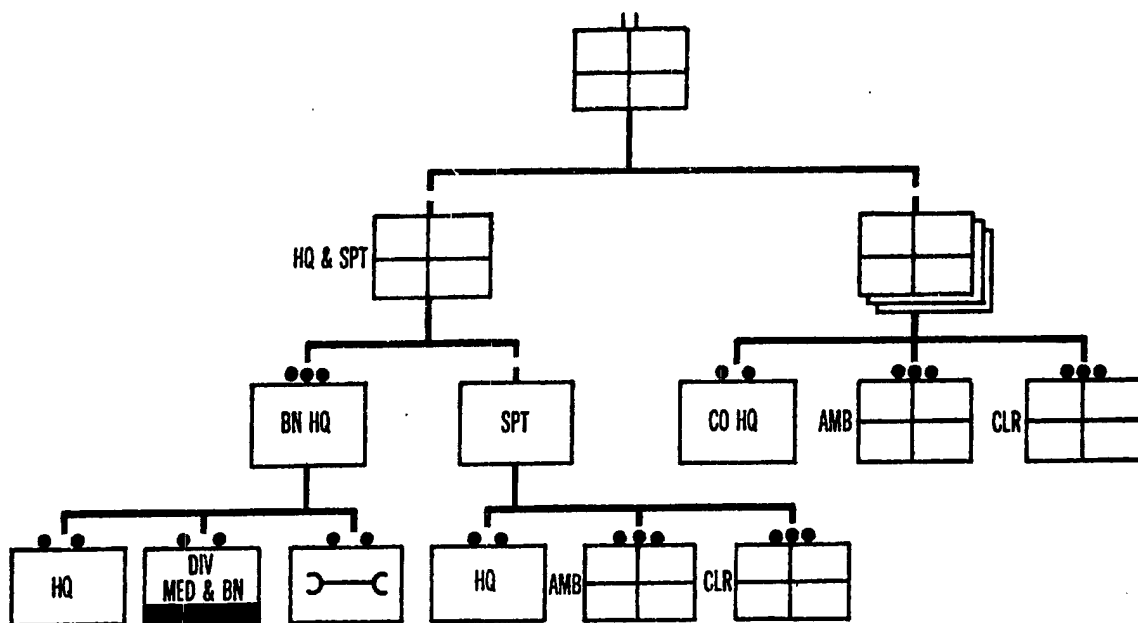 HQ & SPT
BN HQ
SPT
CO HQ
AMB
CLR
HQ
DIV
MED & BN
HQ
AMB
CLR